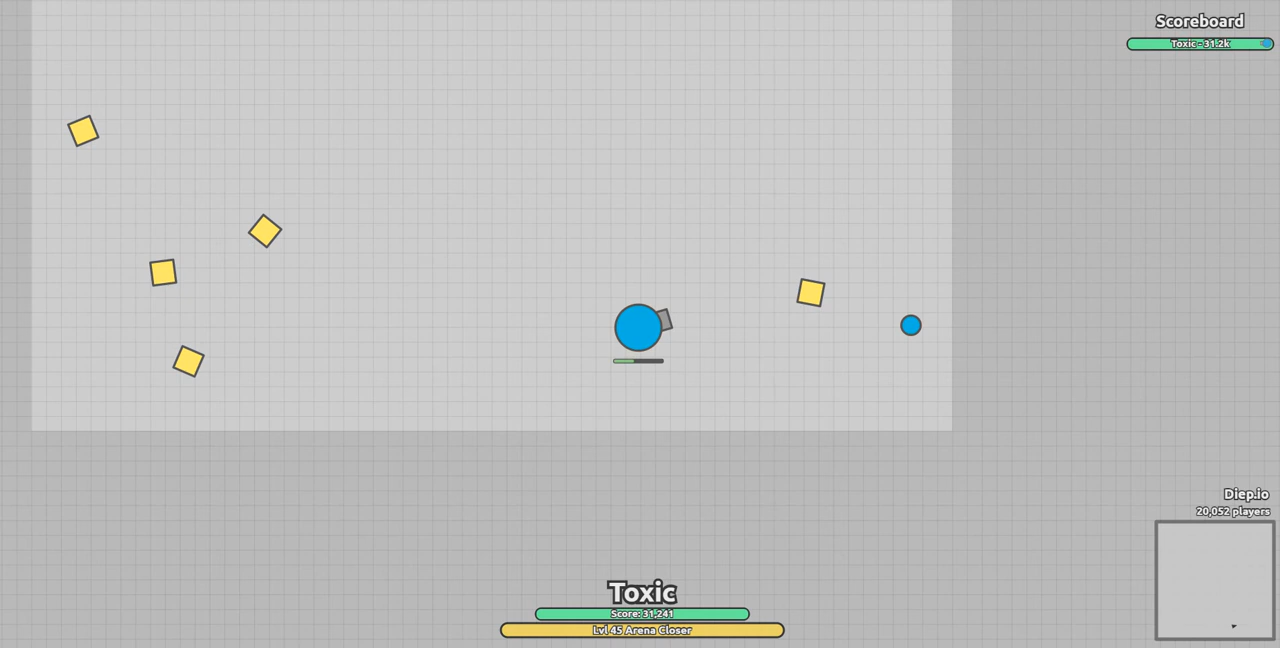 Scoreboard
Toxic - 31.2k
Diep.io
20,052 players
Toxic
Score: 31,241
Lvl 45 Arena Closer